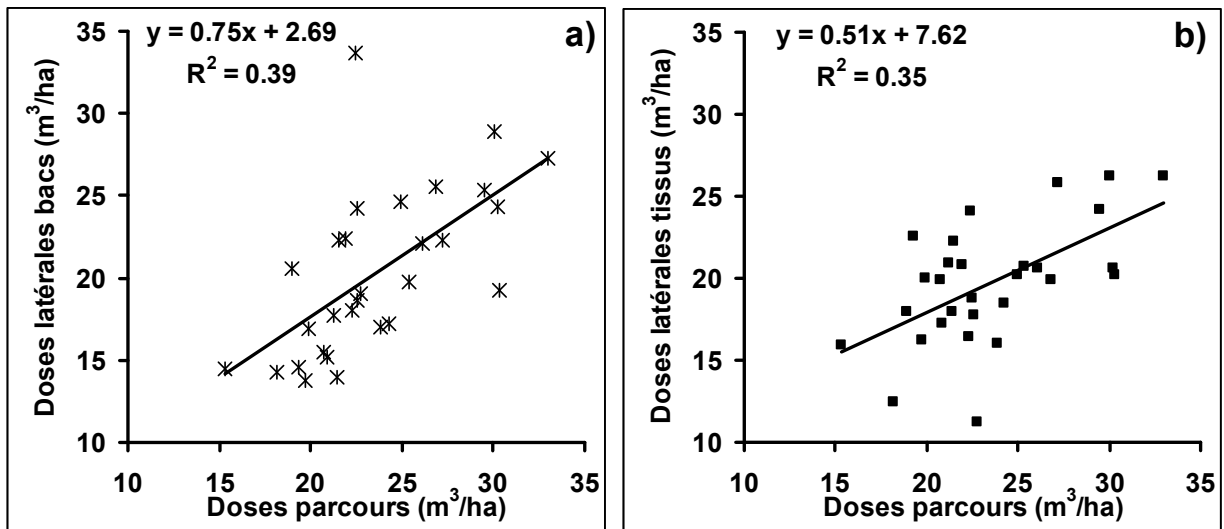 y = 0.75x + 2.69
R² = 0.39
a)
Doses latérales bacs (m³/ha)
35
30
25
20
15
10
10 15 20 25 30 35
Doses parcours (m³/ha)
y = 0.51x + 7.62
R² = 0.35
b)
Doses latérales tissus (m³/ha)
35
30
25
20
15
10
10 15 20 25 30 35
Doses parcours (m³/ha)